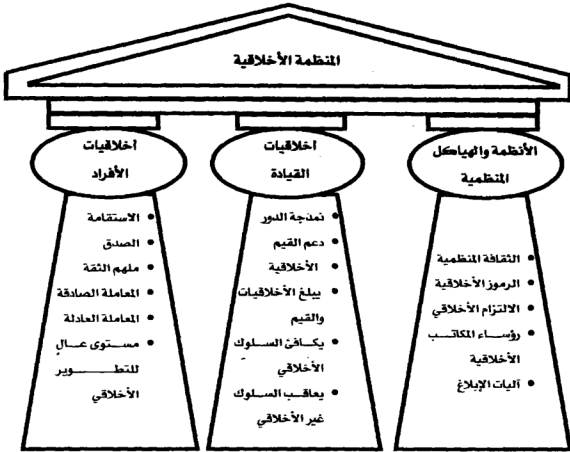 المنظمة الأخلاقية
الأنظمة والهياكل
المنظمية
• الثقافة المنظمية
• الرموز الأخلاقية
• الالتزام الأخلاقي
• رؤساء المكاتب
الأخلاقية
• آليات الإبلاغ
أخلاقيات
القيادة
• نمذجة الدور
• دعم القيم
• الأخلاقية
• يبلغ الأخلاقيات
والقيم
• يكافئ السلوك
الأخلاقي
• يعاقب السلوك
غير الأخلاقي
أخلاقيات
الأفراد
• الاستقامة
• الصدق
• ملهم الثقة
• المعاملة الصادقة
• المعاملة العادلة
• مستوى عالٍ
للتطوير
الأخلاقي